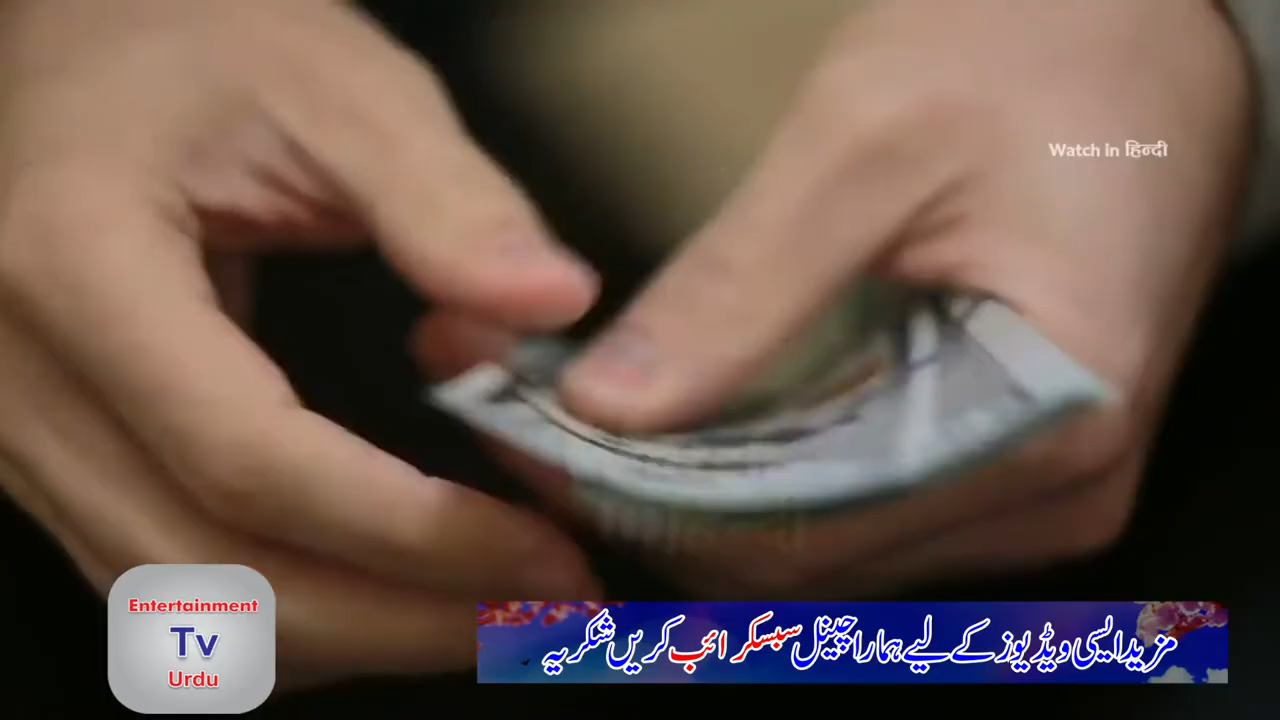 Watch in हिन्दी
Entertainment
Tv
Urdu
مزید ایسی ویڈیوز کے لیے ہمارا چینل سبسکرائب کریں شکریہ